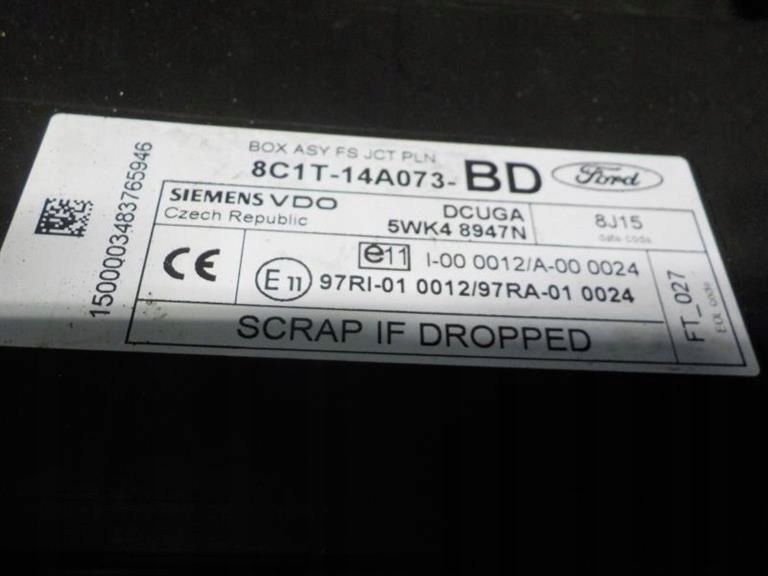 1500003483765946
BOX ASY FS JCT PLN
8C1T-14A073-BD
Ford
SIEMENS VDO
Czech Republic
DCUGA
5WK4 8947N
8J15
date code
CE
e11 I-00 0012/A-00 0024
E 11 97RI-01 0012/97RA-01 0024
FT_027
EOL code
SCRAP IF DROPPED